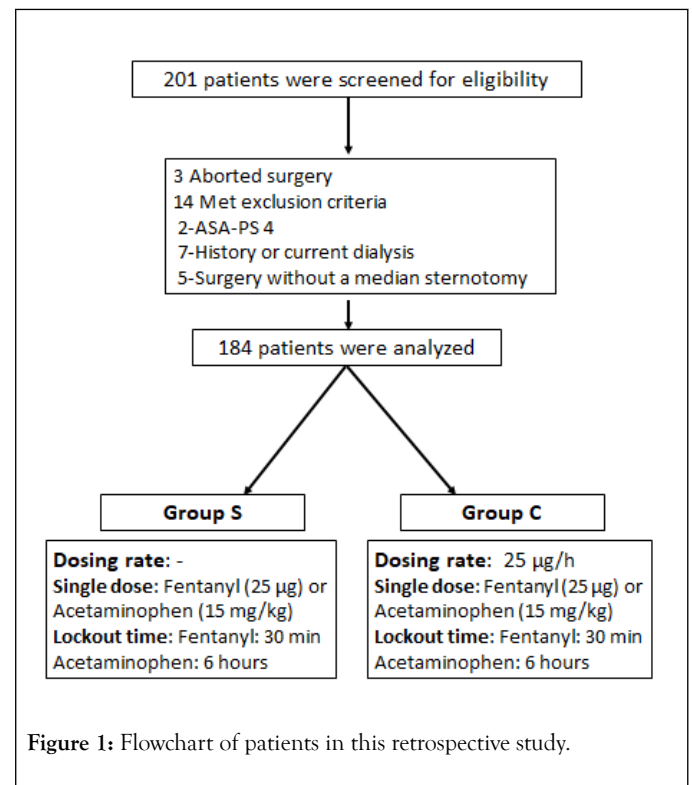 201 patients were screened for eligibility
3 Aborted surgery
14 Met exclusion criteria
2-ASA-PS 4
7-History or current dialysis
5-Surgery without a median sternotomy
184 patients were analyzed
Group S
Dosing rate: -
Single dose: Fentanyl (25 µg) or
Acetaminophen (15 mg/kg)
Lockout time: Fentanyl: 30 min
Acetaminophen: 6 hours
Group C
Dosing rate: 25 µg/h
Single dose: Fentanyl (25 µg) or
Acetaminophen (15 mg/kg)
Lockout time: Fentanyl: 30 min
Acetaminophen: 6 hours
Figure 1: Flowchart of patients in this retrospective study.